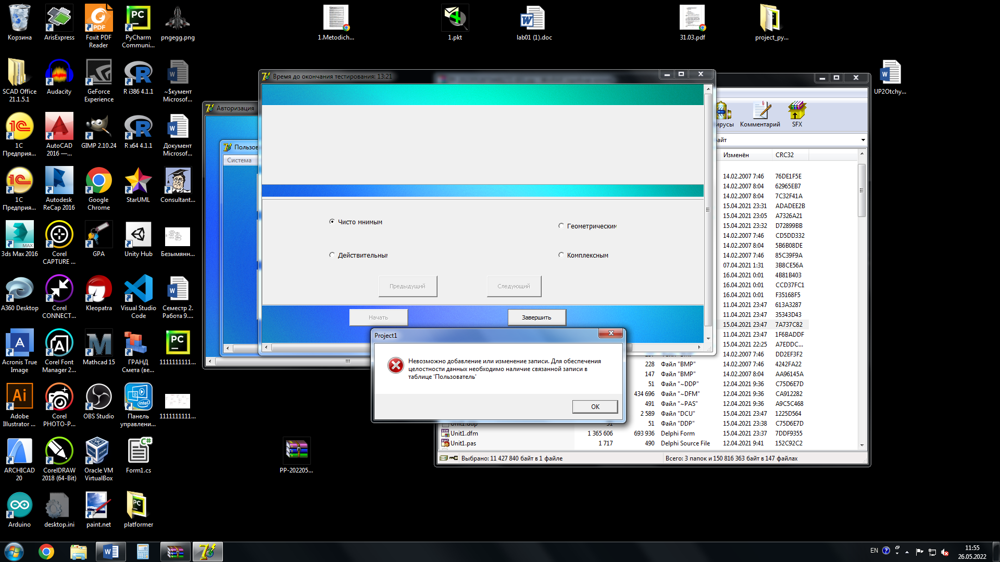 Корзина
ArisExpress
Foxit PDF
Reader
PyCharm
Communi...
pngegg.png
1.Metodich...
1.pkt
lab01 (1).doc
31.03.pdf
project_py...
SCAD Office
21.1.5.1
Audacity
GeForce
Experience
R i386 4.1.1
~$кумент
Microsof...
UP2Otchy...
1С
Предприя...
AutoCAD
2016 —...
GIMP 2.10.24
R x64 4.1.1
Документ
Microsof...
1С
Предприя...
Autodesk
ReCap 2016
Google
Chrome
StarUML
Consultant...
3ds Max 2016
Corel
CAPTURE ...
GPA
Unity Hub
Безымянн...
A360 Desktop
Corel
CONNECT...
Kleopatra
Visual Studio
Code
Семестр 2.
Работа 9....
Acronis True
Image
Corel Font
Manager 2...
Mathcad 15
ГРАНД
Смета (ве...
1111111111...
Adobe
Illustrator ...
Corel
PHOTO-P...
OBS Studio
Панель
управлени...
1111111111...
ARCHICAD
20
CorelDRAW
2018 (64-Bit)
Oracle VM
VirtualBox
Form1.cs
PP-202205...
Arduino
desktop.ini
paint.net
platformer
Авторизация
Пользов
Система
Время до окончания тестирования: 13:21
Чисто мнимым
Геометрическим
Действительным
Комплексным
Предыдущий
Следующий
Начать
Завершить
Project1
Невозможно добавление или изменение записи. Для обеспечения
целостности данных необходимо наличие связанной записи в
таблице 'Пользователь'
OK
ирусы
Комментарий
SFX
айт
Изменён CRC32
14.02.2007 7:46 76DE1F5E
14.02.2007 8:04 62965EB7
14.02.2007 8:04 7C32F41A
15.04.2021 23:31 ADADEE2B
15.04.2021 23:05 A7326A21
15.04.2021 23:32 D72899BB
14.02.2007 7:46 CD5DD332
14.02.2007 8:04 5B6B08DE
14.02.2007 7:46 85C39F9A
07.04.2021 1:31 3B8CE56A
16.04.2021 0:01 4B81B403
16.04.2021 0:01 CCD37FC1
16.04.2021 0:01 F35168F5
11.04.2021 23:47 613A3287
11.04.2021 23:47 35343D43
15.04.2021 23:47 7A737C82
11.04.2021 23:47 1F6BADDF
15.04.2021 22:25 A7EDDC...
14.02.2007 7:46 DD2EF3F2
228 Файл "BMP" 14.02.2007 7:46 4242FA22
147 Файл "BMP" 14.02.2007 8:04 AA96145A
51 Файл "~DDP" 12.04.2021 9:36 C75D6E7D
434 696 Файл "~DFM" 12.04.2021 9:36 CA912282
491 Файл "~PAS" 12.04.2021 9:36 A9C5C468
2 589 Файл "DCU" 15.04.2021 23:47 1225D564
Unit1.ddp 51 51 Файл "DDP" 15.04.2021 23:38 C75D6E7D
Unit1.dfm 1 365 606 693 936 Delphi Form 15.04.2021 23:37 7DDF9355
Unit1.pas 1 717 490 Delphi Source File 12.04.2021 9:41 152C92C2
Выбрано: 11 427 840 байт в 1 файле
Всего: 3 папок и 150 816 363 байт в 147 файлах
EN
11:55
26.05.2022